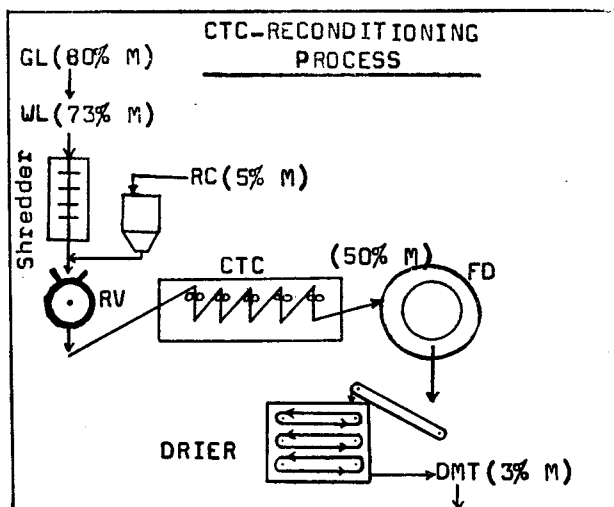 CTC-RECONDITIONING
PROCESS
GL(80% M)
WL(73% M)
Shredder
RC(5% M)
CTC
(50% M)
FD
RV
DRIER
DMT(3% M)